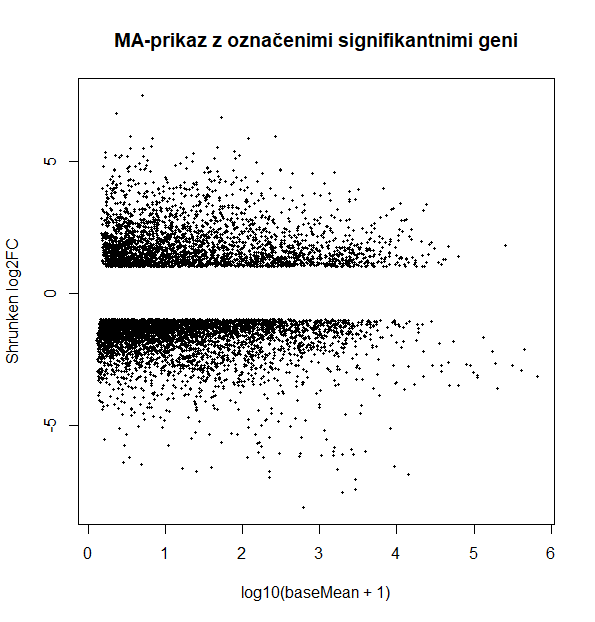 MA-prikaz z označenimi signifikantnimi geni
Shrunken log2FC
5
0
-5
0 1 2 3 4 5 6
log10(baseMean + 1)